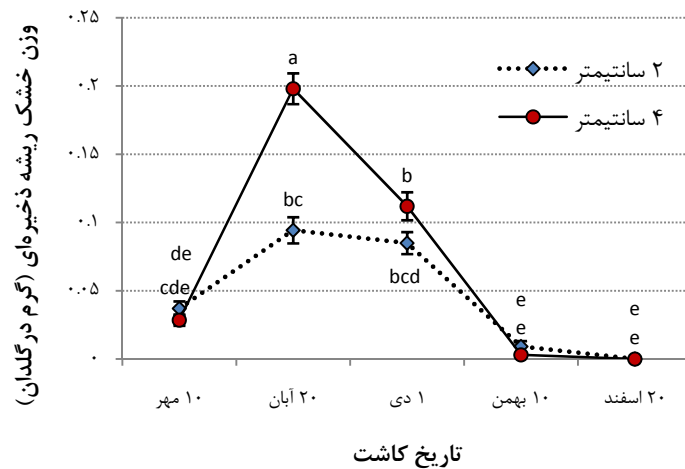 وزن خشک ریشه ذخیره‌ای (گرم در گلدان)
۰.۲۵
۰.۲
۰.۱۵
۰.۱
۰.۰۵
۰
۲ سانتیمتر
۴ سانتیمتر
a
b
bc
bcd
de
cde
e
e
e
e
۱۰ مهر
۲۰ آبان
۱ دی
۱۰ بهمن
۲۰ اسفند
تاریخ کاشت